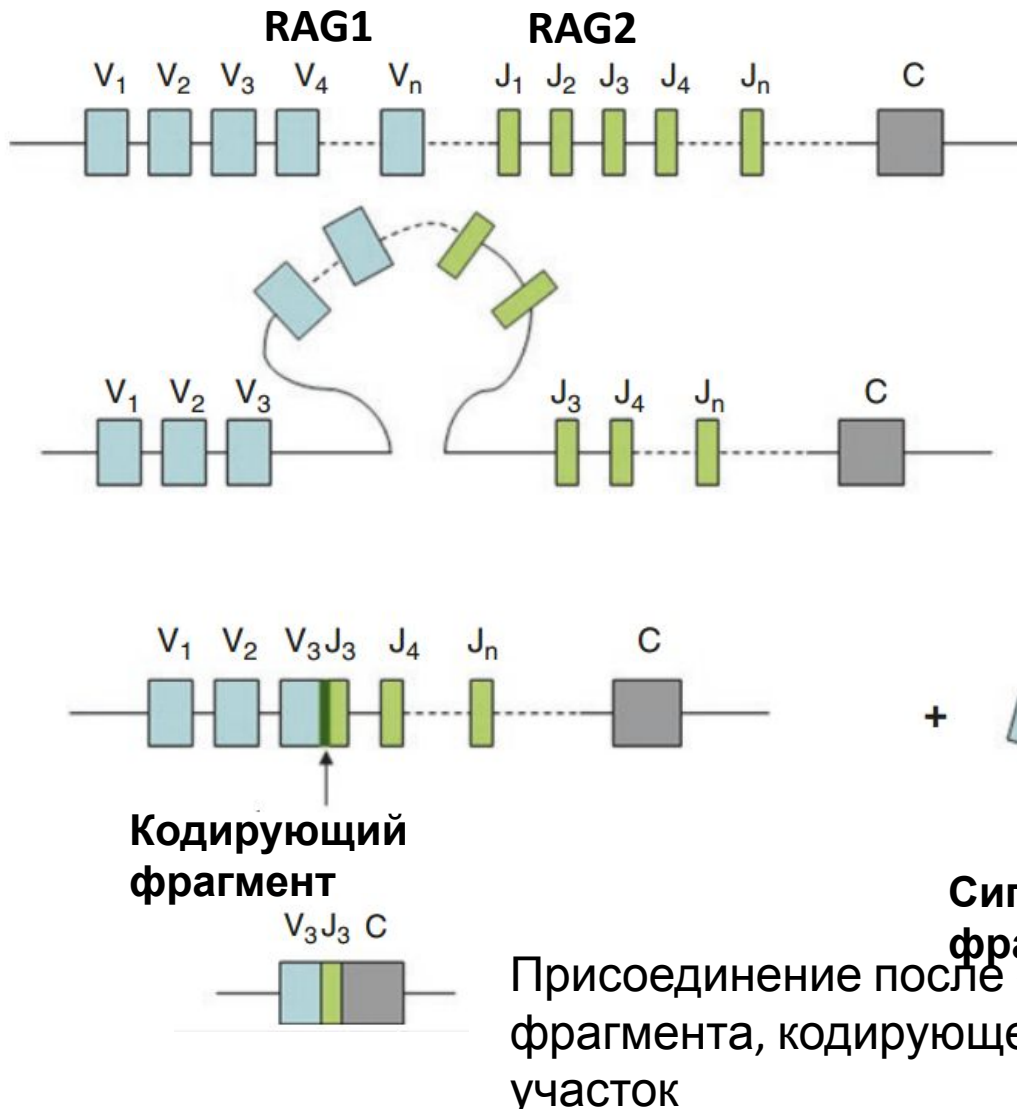 RAG1 RAG2
V₁ V₂ V₃ V₄ Vₙ J₁ J₂ J₃ J₄ Jₙ C
V₁ V₂ V₃ J₃ J₄ Jₙ C
V₁ V₂ V₃J₃ J₄ Jₙ C
+
Кодирующий
фрагмент
V₃J₃ C
Присоединение после
фрагмента,
участок